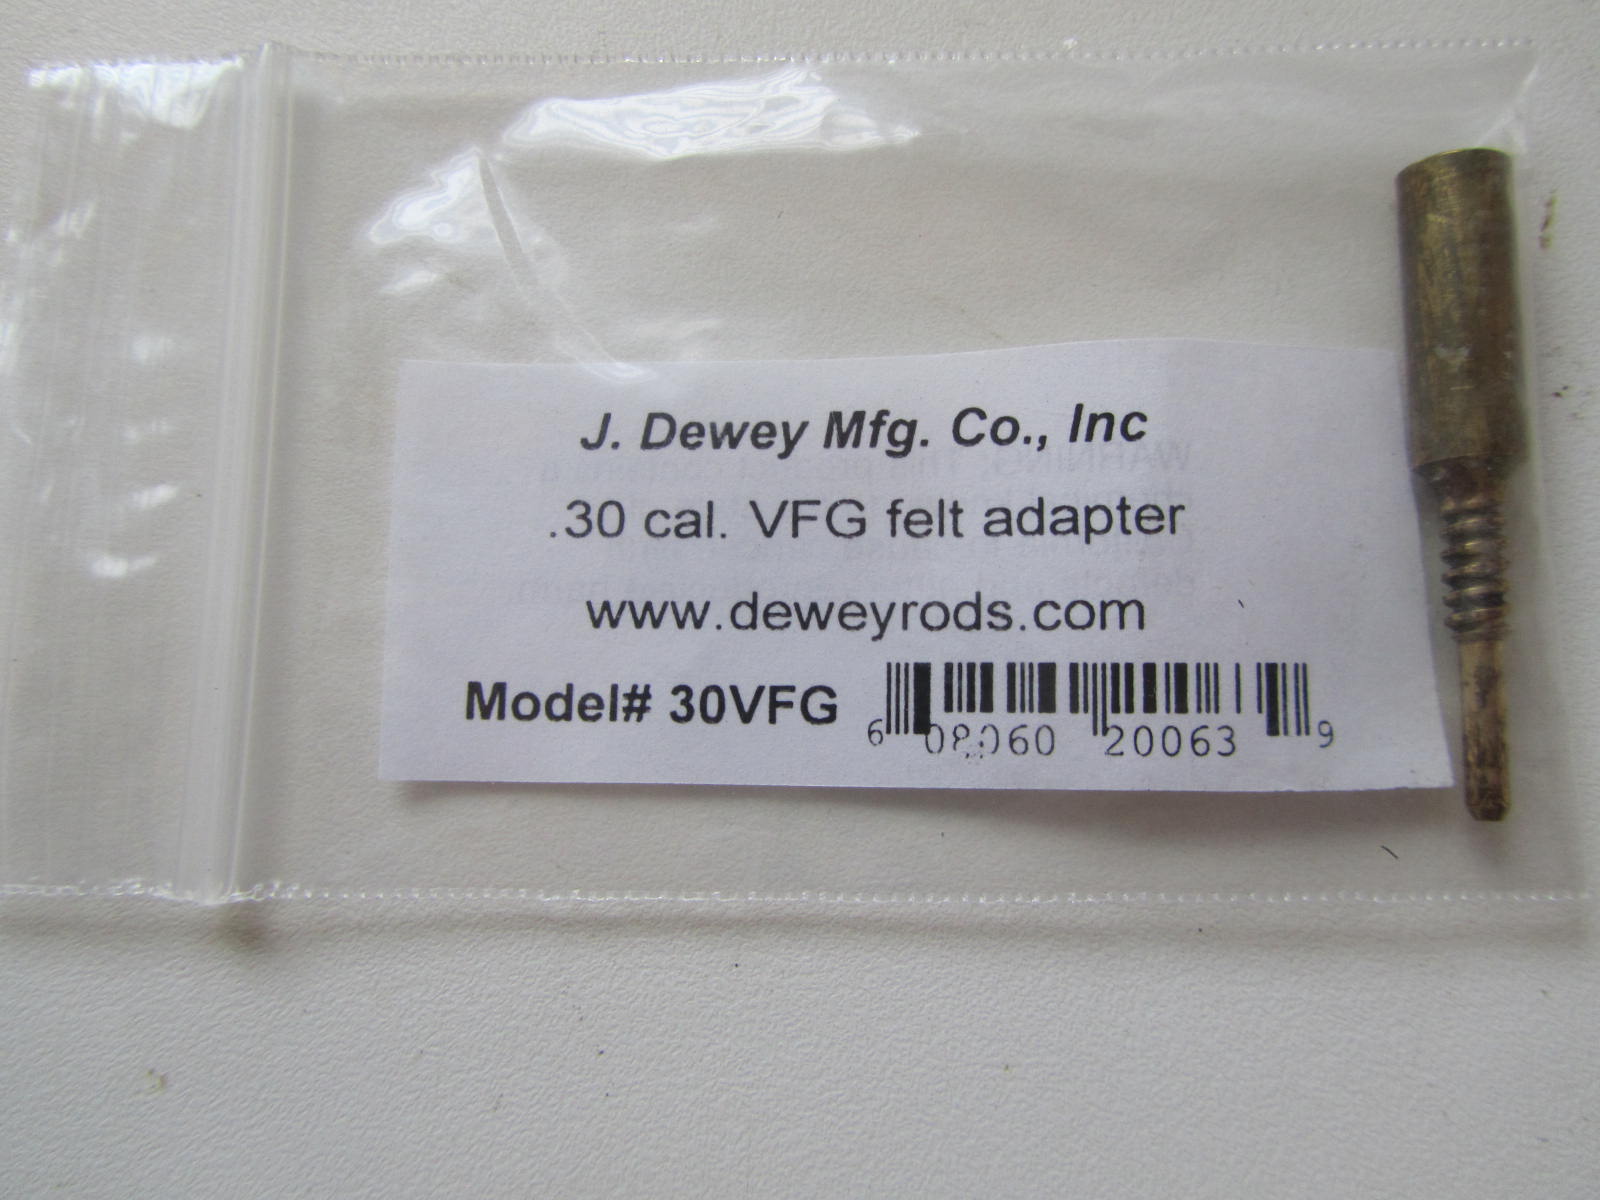 J. Dewey Mfg. Co., Inc
.30 cal. VFG felt adapter
www.deweyrods.com
Model# 30VFG
6 08060 20063 9